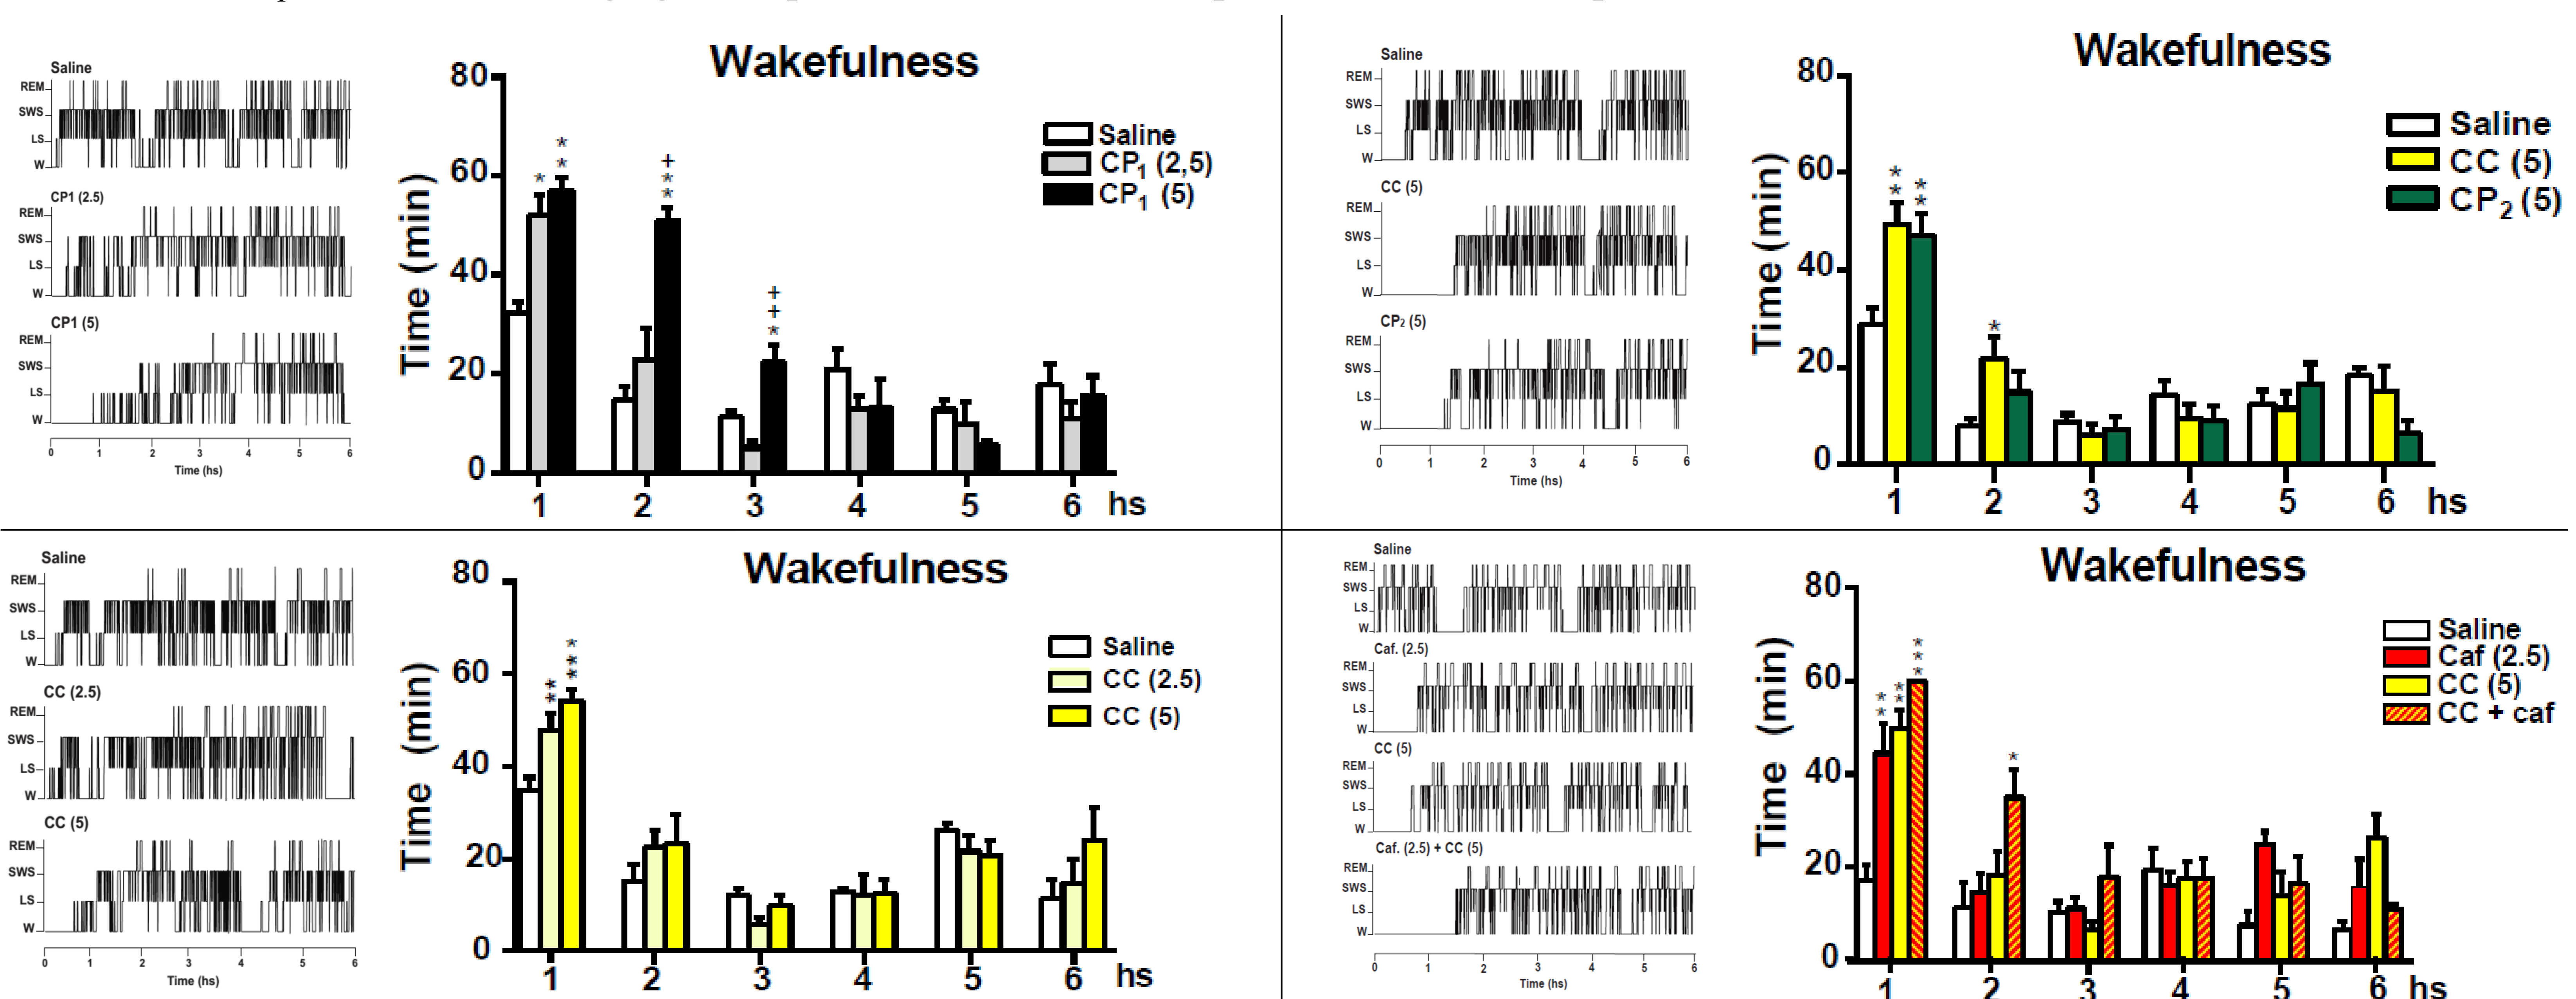 Saline
REM
SWS
LS
W
CP1 (2.5)
REM
SWS
LS
W
CP1 (5)
REM
SWS
LS
W
0 1 2 3 4 5 6
Time (hs)
Wakefulness
80
60
40
20
0
Time (min)
* * * * * + * * + + *
Saline
CP1 (2,5)
CP1 (5)
1 2 3 4 5 6 hs
Saline
REM
SWS
LS
W
CC (5)
REM
SWS
LS
W
CP2 (5)
REM
SWS
LS
W
0 1 2 3 4 5 6
Time (hs)
Wakefulness
80
60
40
20
0
Time (min)
* * * * *
Saline
CC (5)
CP2 (5)
1 2 3 4 5 6 hs
Saline
REM
SWS
LS
W
CC (2.5)
REM
SWS
LS
W
CC (5)
REM
SWS
LS
W
0 1 2 3 4 5 6
Time (hs)
Wakefulness
80
60
40
20
0
Time (min)
** ***
Saline
CC (2.5)
CC (5)
1 2 3 4 5 6 hs
Saline
REM
SWS
LS
W
Caf. (2.5)
REM
SWS
LS
W
CC (5)
REM
SWS
LS
W
Caf. (2.5) + CC (5)
REM
SWS
LS
W
0 1 2 3 4 5 6
Time (hs)
Wakefulness
80
60
40
20
0
Time (min)
** ** *** *
Saline
Caf (2.5)
CC (5)
CC + caf
1 2 3 4 5 6 hs